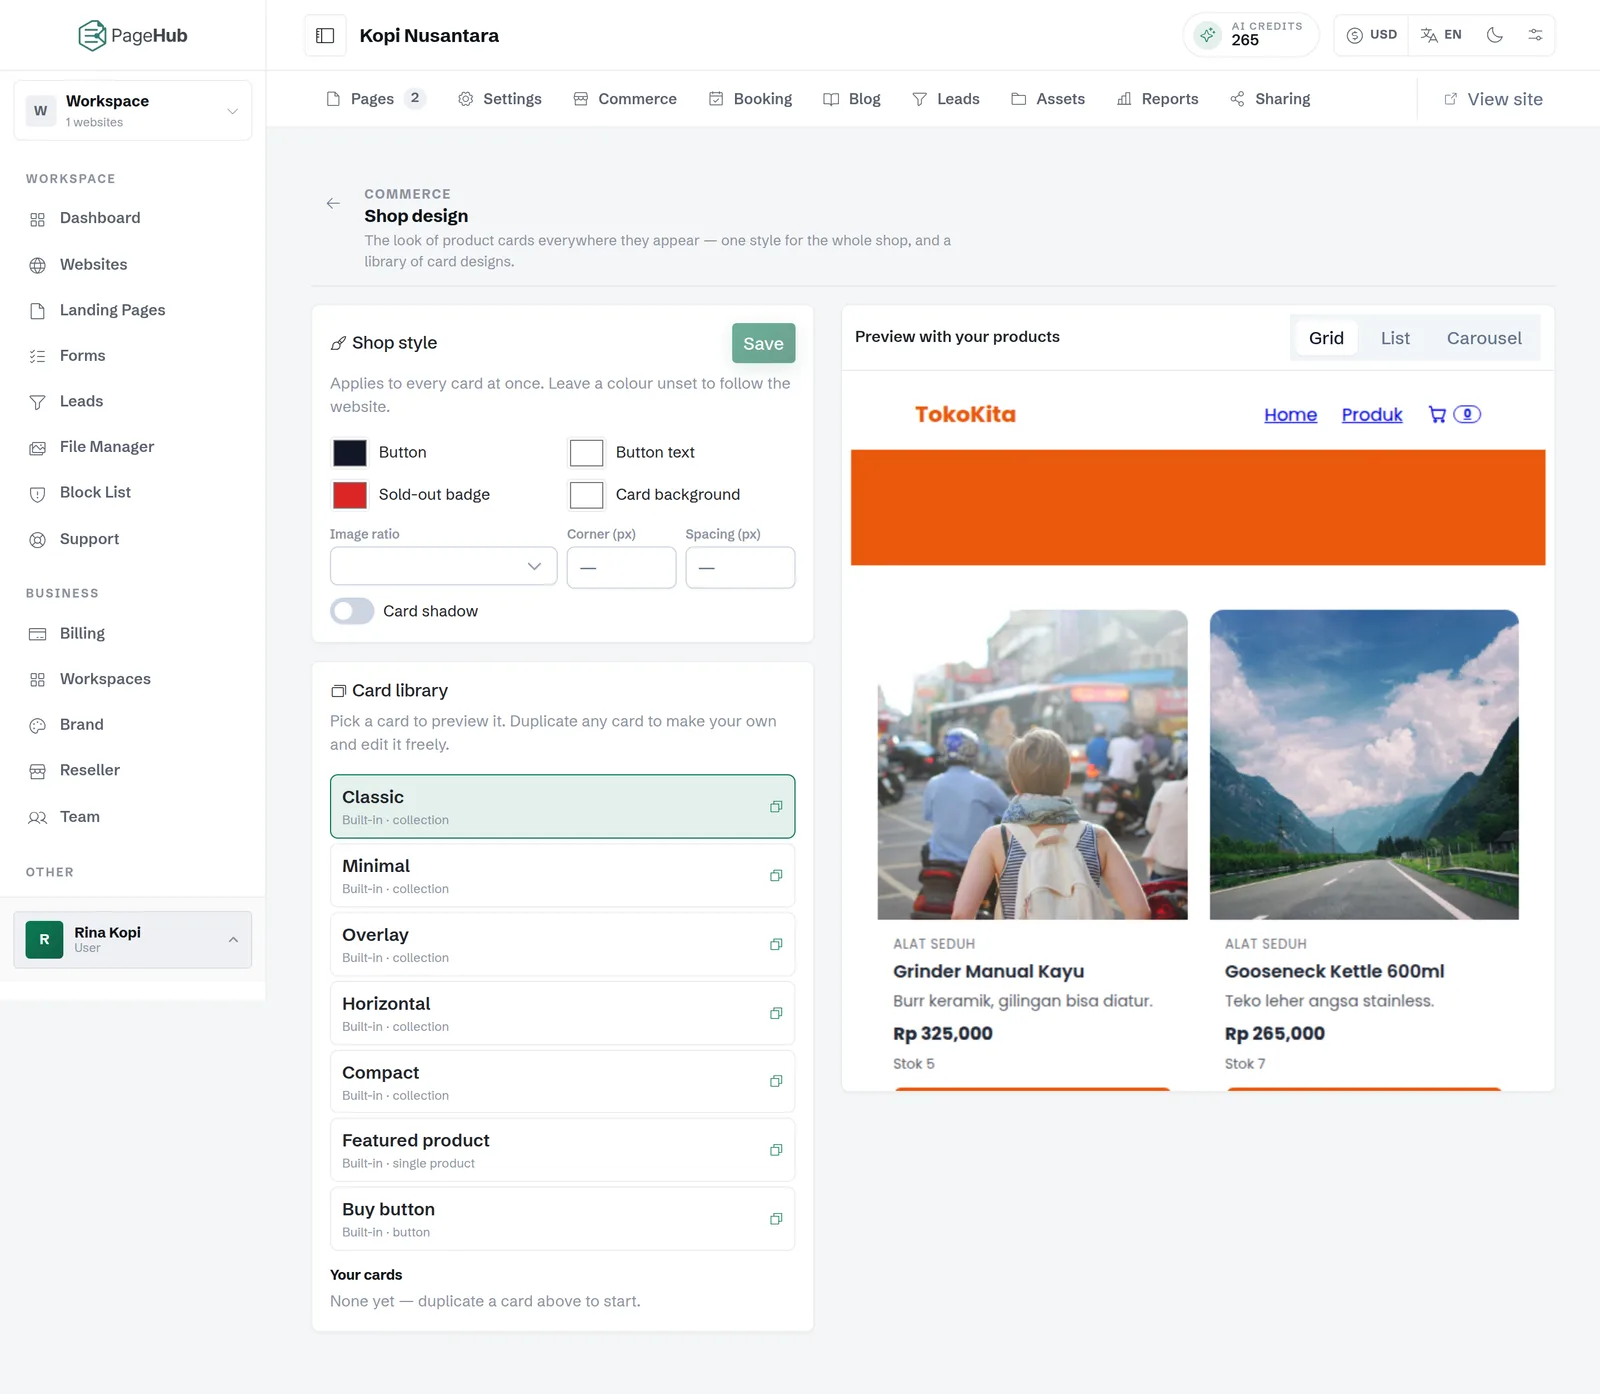 PageHub
Kopi Nusantara
AI CREDITS
265
USD
EN
W
Workspace
1 websites
Pages 2
Settings
Commerce
Booking
Blog
Leads
Assets
Reports
Sharing
View site
WORKSPACE
Dashboard
Websites
Landing Pages
Forms
Leads
File Manager
Block List
Support
BUSINESS
Billing
Workspaces
Brand
Reseller
Team
OTHER
R
Rina Kopi
User
COMMERCE
Shop design
The look of product cards everywhere they appear — one style for the whole shop, and a
library of card designs.
Shop style
Save
Applies to every card at once. Leave a colour unset to follow the
website.
Button
Button text
Sold-out badge
Card background
Image ratio
Corner (px)
Spacing (px)
—
—
Card shadow
Card library
Pick a card to preview it. Duplicate any card to make your own
and edit it freely.
Classic
Built-in · collection
Minimal
Built-in · collection
Overlay
Built-in · collection
Horizontal
Built-in · collection
Compact
Built-in · collection
Featured product
Built-in · single product
Buy button
Built-in · button
Your cards
None yet — duplicate a card above to start.
Preview with your products
Grid
List
Carousel
TokoKita
Home
Produk
0
ALAT SEDUH
Grinder Manual Kayu
Burr keramik, gilingan bisa diatur.
Rp 325,000
Stok 5
ALAT SEDUH
Gooseneck Kettle 600ml
Teko leher angsa stainless.
Rp 265,000
Stok 7